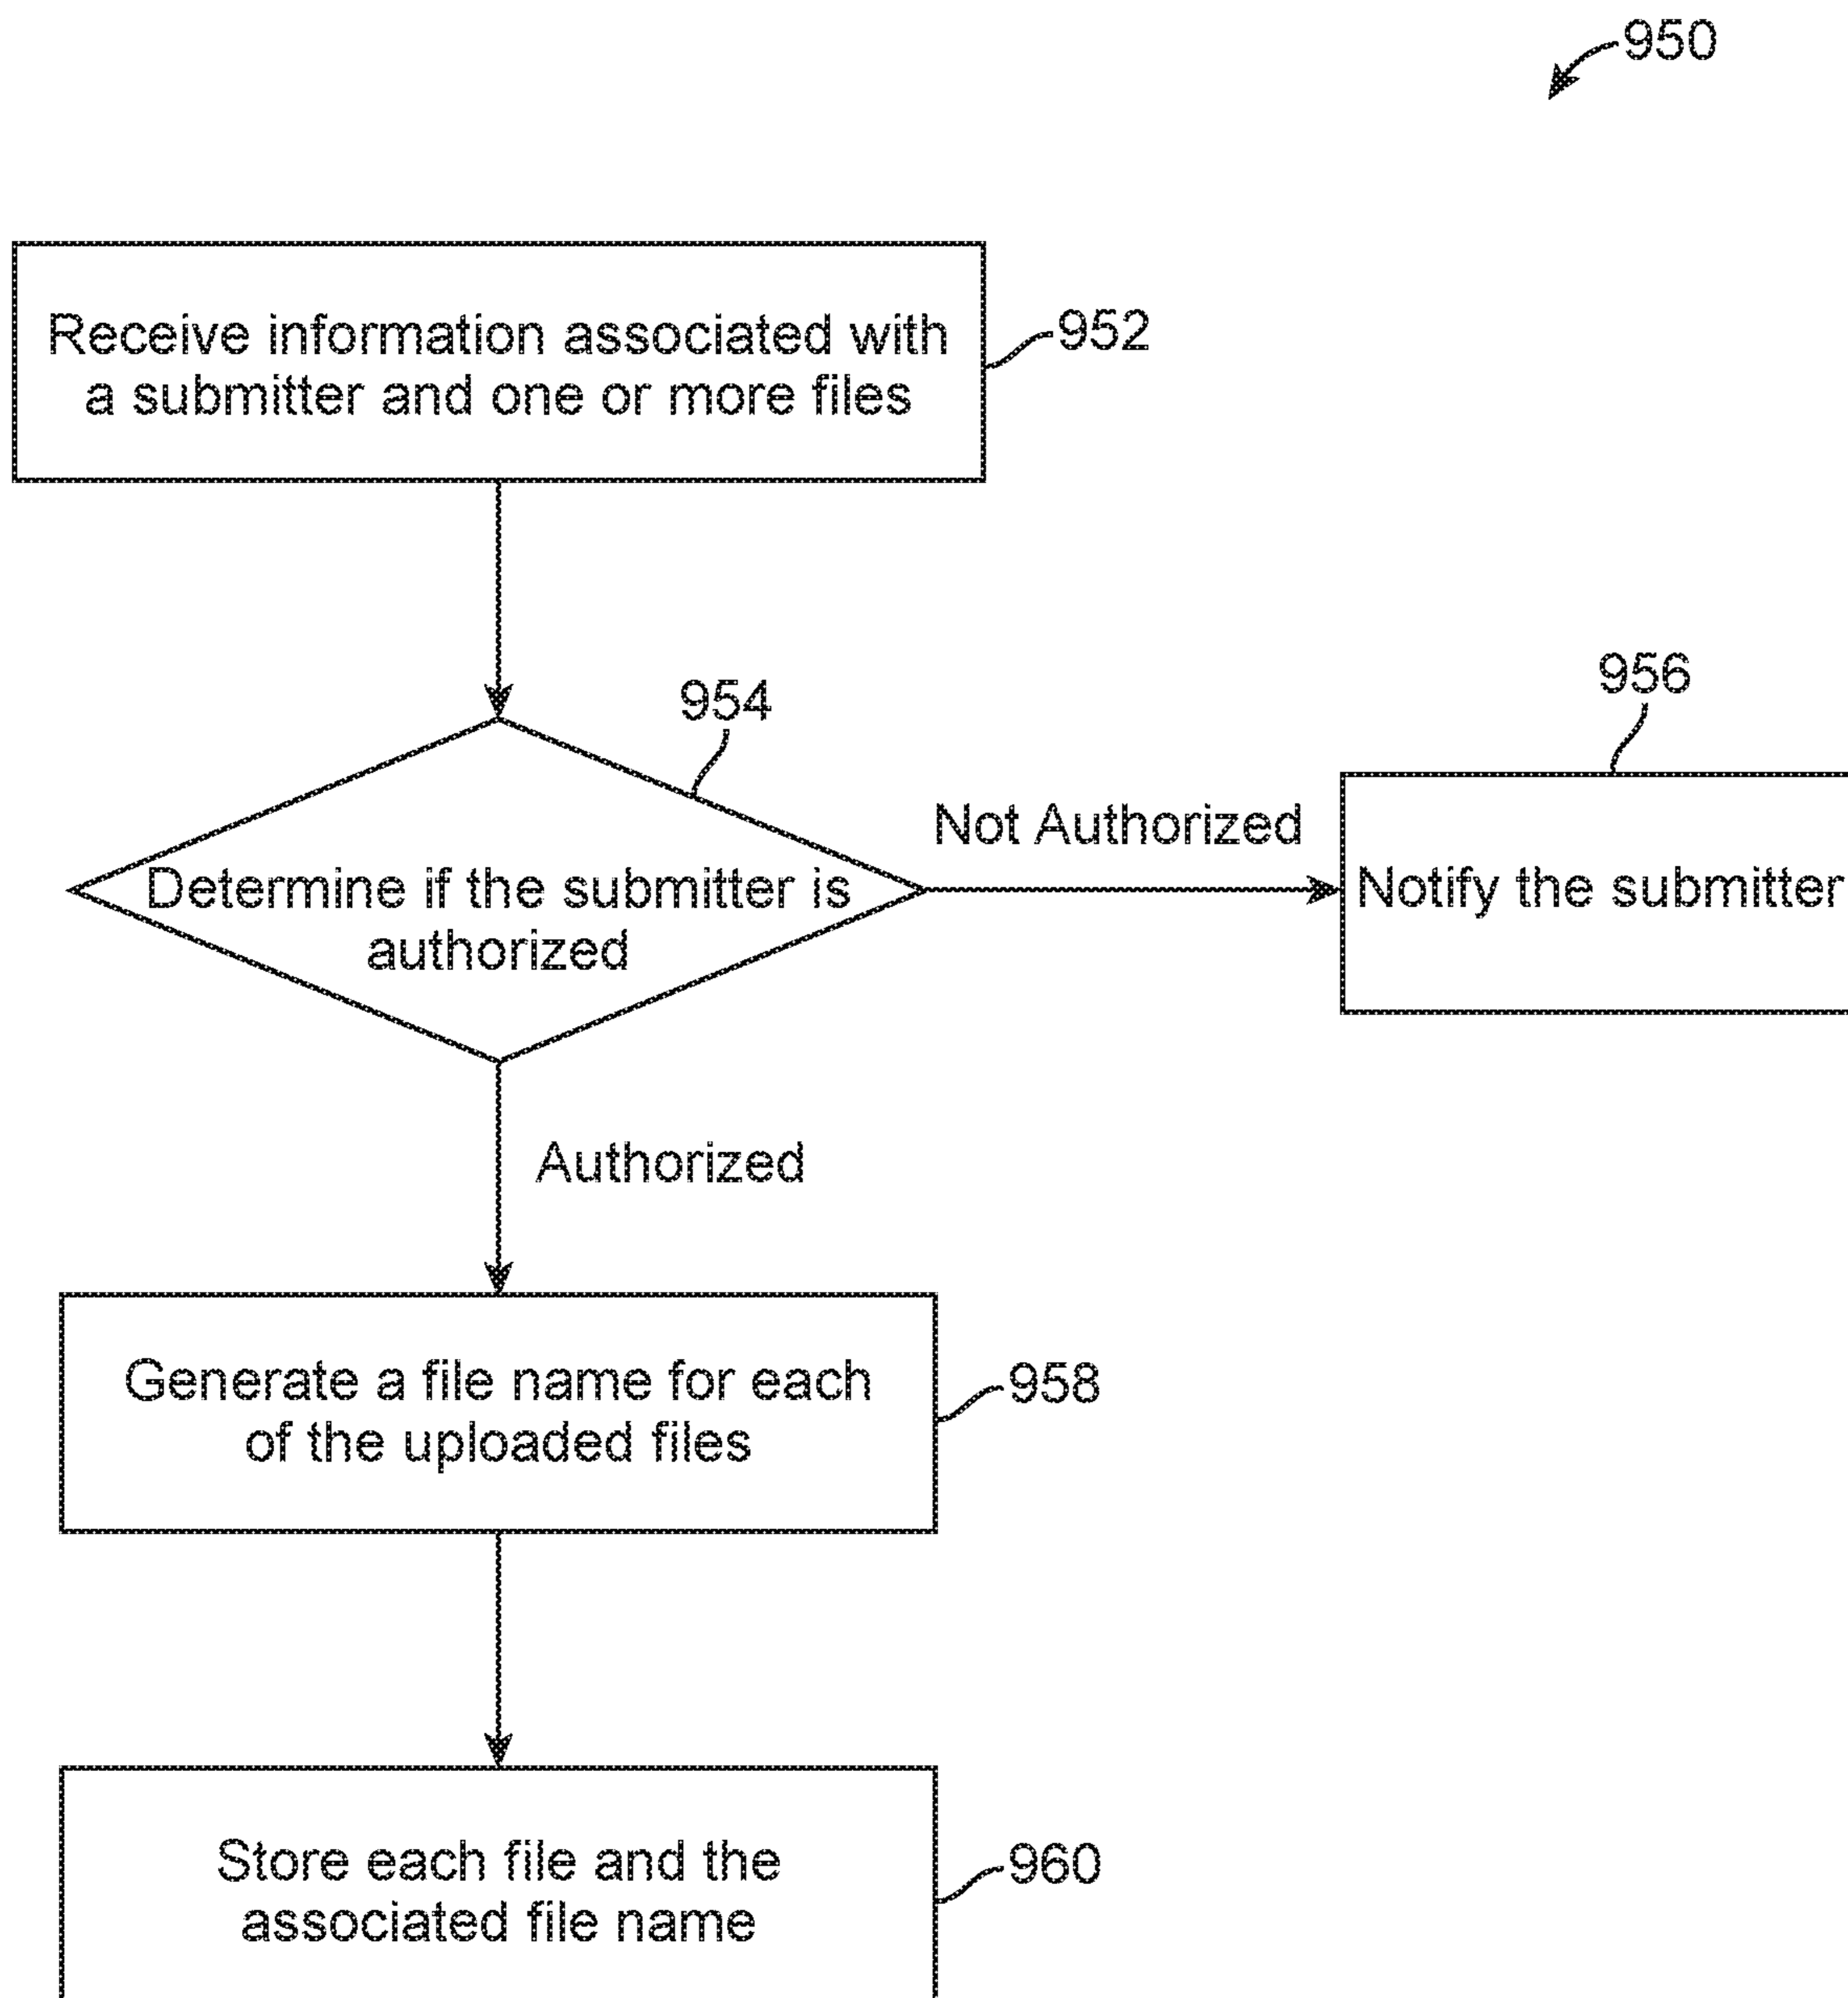 950
Receive information associated with
a submitter and one or more files
952
954
956
Not Authorized
Determine if the submitter is
authorized
Notify the submitter
Authorized
Generate a file name for each
of the uploaded files
958
Store each file and the
associated file name
960